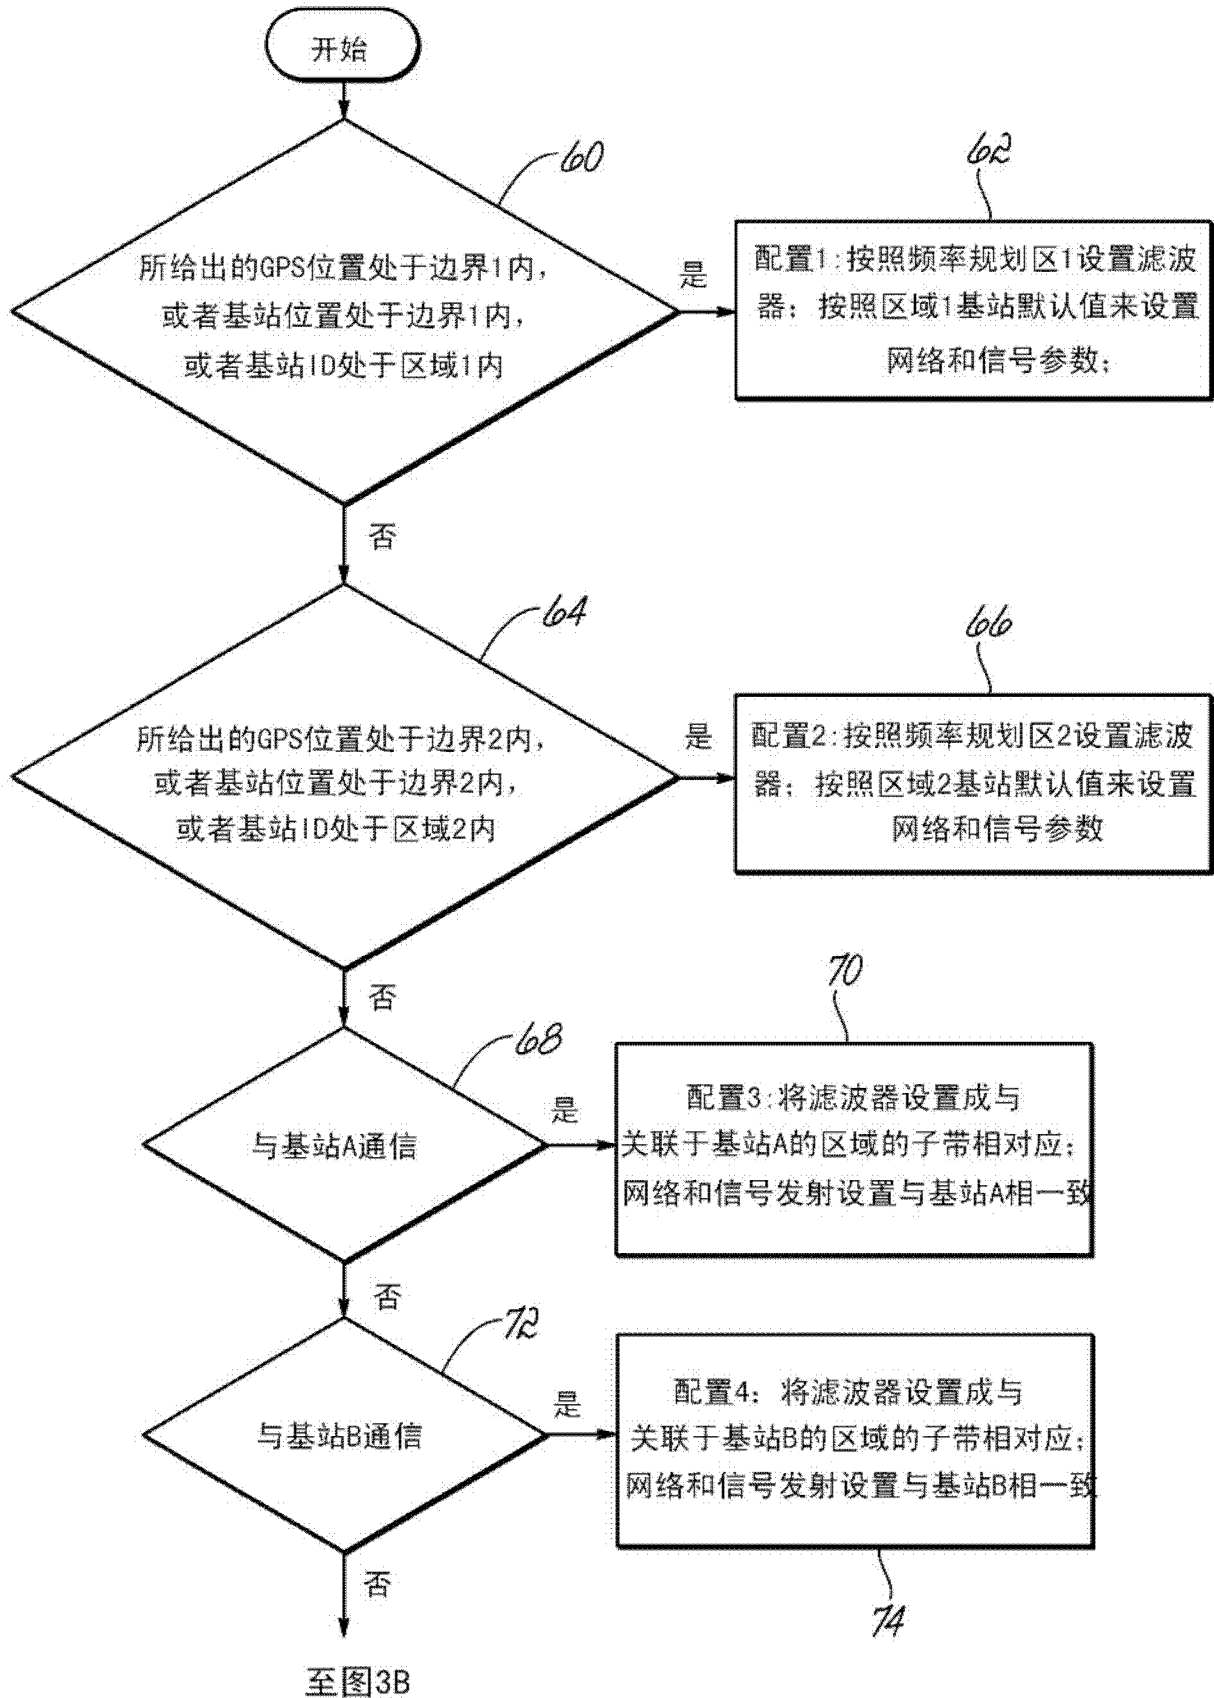 开始
60
所给出的GPS位置处于边界1内，
或者基站位置处于边界1内，
或者基站ID处于区域1内
是
62
配置1:按照频率规划区1设置滤波
器；按照区域1基站默认值来设置
网络和信号参数；
否
64
所给出的GPS位置处于边界2内，
或者基站位置处于边界2内，
或者基站ID处于区域2内
是
66
配置2:按照频率规划区2设置滤波
器；按照区域2基站默认值来设置
网络和信号参数
否
68
与基站A通信
是
70
配置3:将滤波器设置成与
关联于基站A的区域的子带相对应；
网络和信号发射设置与基站A相一致
否
72
与基站B通信
是
配置4；将滤波器设置成与
关联于基站B的区域的子带相对应；
网络和信号发射设置与基站B相一致
74
否
至图3B